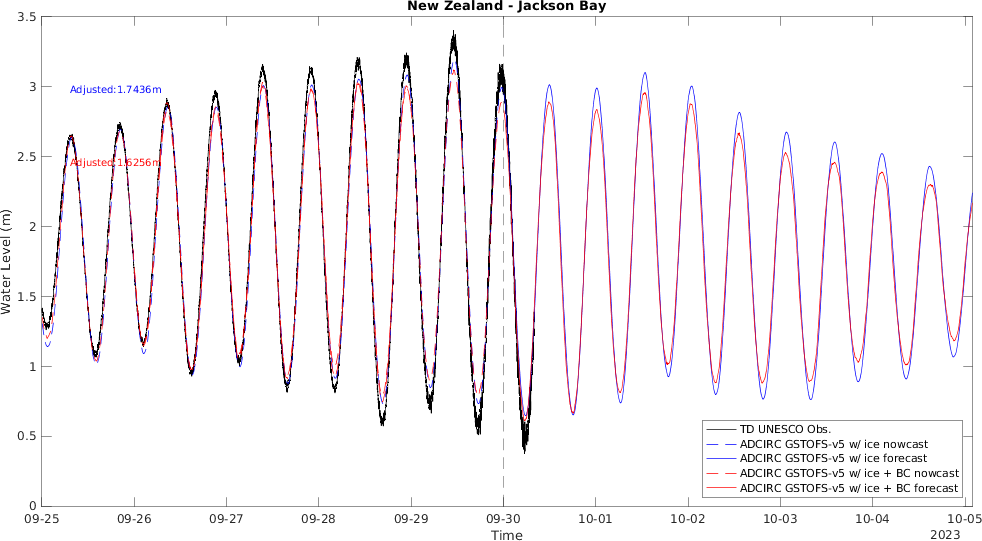 New Zealand - Jackson Bay
3.5
3
2.5
2
1.5
1
0.5
0
Water Level (m)
Adjusted:1.7436m
Adjusted:1.6256m
TD UNESCO Obs.
ADCIRC GSTOFS-v5 w/ ice nowcast
ADCIRC GSTOFS-v5 w/ ice forecast
ADCIRC GSTOFS-v5 w/ ice + BC nowcast
ADCIRC GSTOFS-v5 w/ ice + BC forecast
09-25 09-26 09-27 09-28 09-29 09-30 10-01 10-02 10-03 10-04 10-05
Time
2023